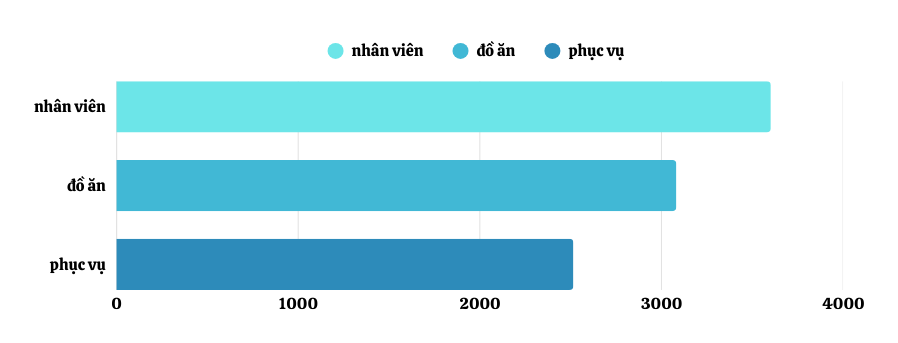 nhân viên đồ ăn phục vụ
nhân viên
đồ ăn
phục vụ
0 1000 2000 3000 4000